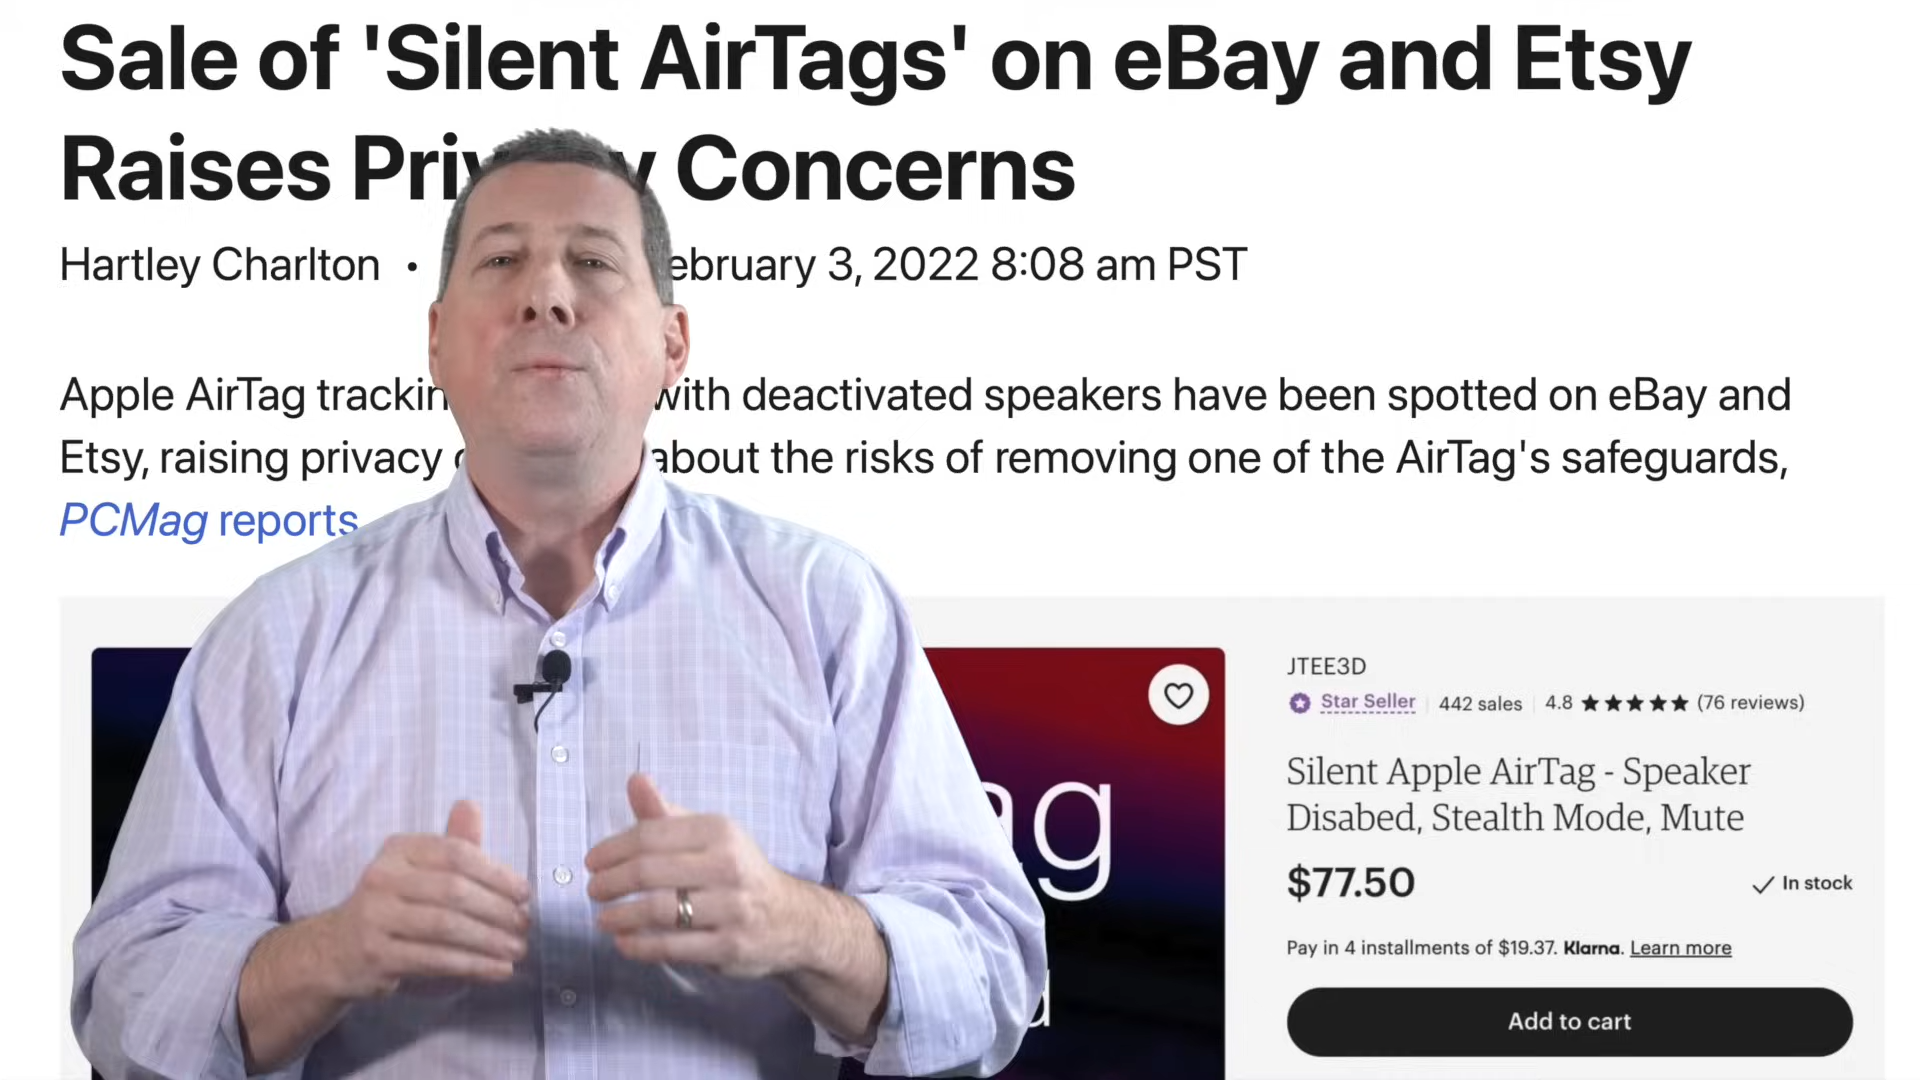 Sale of 'Silent AirTags' on eBay and Etsy
Raises Concerns
Hartley Charlton • 3, 2022 8:08 am PST
Apple AirTag with deactivated speakers have been spotted on eBay and
Etsy, raising privacy about the risks of removing one of the AirTag's safeguards,
PCMag reports
JTEE3D
Star Seller 442 sales 4.8 ★★★★★ (76 reviews)
Silent Apple AirTag - Speaker
Disabed, Stealth Mode, Mute
$77.50
✓ In stock
Pay in 4 installments of $19.37. Klarna. Learn more
Add to cart